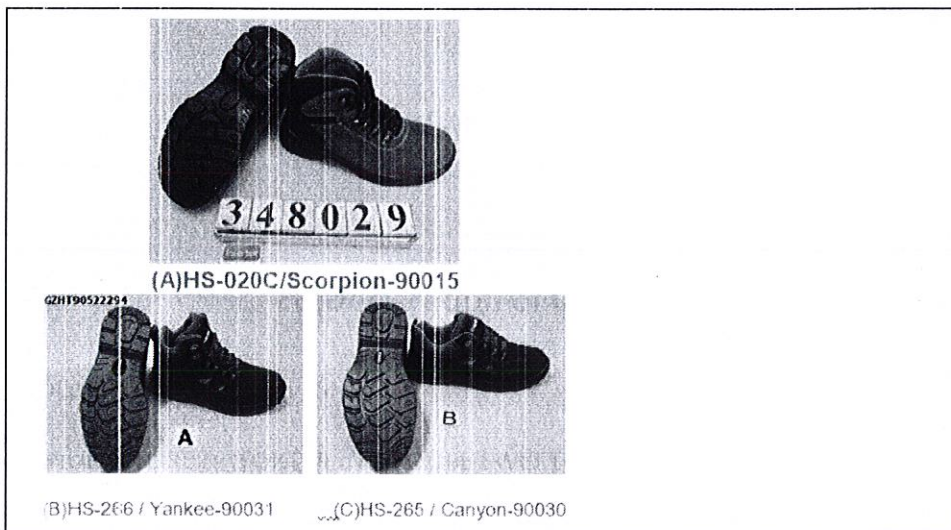 348029
(A)HS-020C/Scorpion-90015
GZHT90522294
A
B
(B)HS-266 / Yankee-90031
(C)HS-265 / Canyon-90030